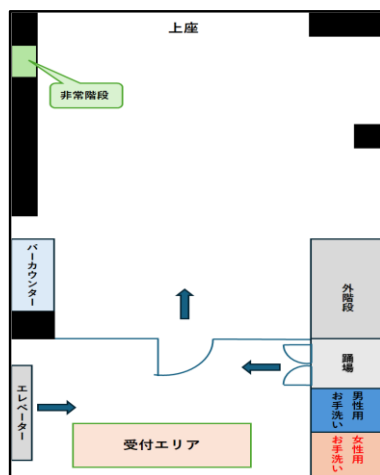 上座
非常階段
バーカウンター
外階段
踊場
エレベーター
男性用
お手洗い
受付エリア
女性用
お手洗い